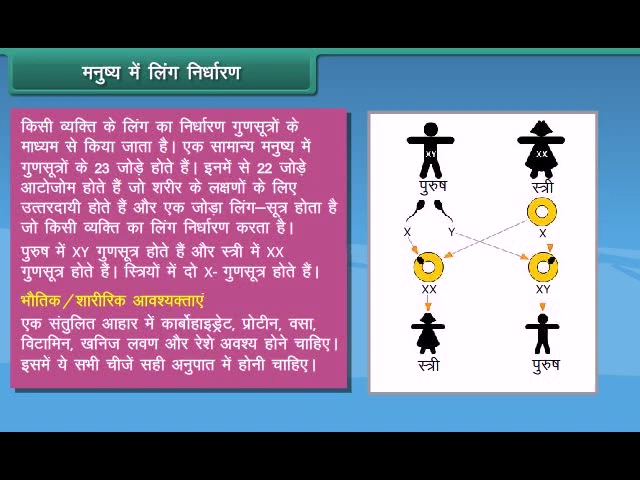 मनुष्य में लिंग निर्धारण
किसी व्यक्ति के लिंग का निर्धारण गुणसूत्रों के
माध्यम से किया जाता है। एक सामान्य मनुष्य में
गुणसूत्रों के 23 जोड़े होते हैं। इनमें से 22 जोड़े
आटोजोम होते हैं जो शरीर के लक्षणों के लिए
उत्तरदायी होते हैं और एक जोड़ा लिंग–सूत्र होता है
जो किसी व्यक्ति का लिंग निर्धारण करता है।
पुरुष में XY गुणसूत्र होते हैं और स्त्री में XX
गुणसूत्र होते हैं। स्त्रियों में दो X- गुणसूत्र होते हैं।
भौतिक/शारीरिक आवश्यक्ताएं
एक संतुलित आहार में कार्बोहाइड्रेट, प्रोटीन, वसा,
विटामिन, खनिज लवण और रेशे अवश्य होने चाहिए।
इसमें ये सभी चीजें सही अनुपात में होनी चाहिए।
XY XX
पुरुष स्त्री
X Y X
XX XY
स्त्री पुरुष